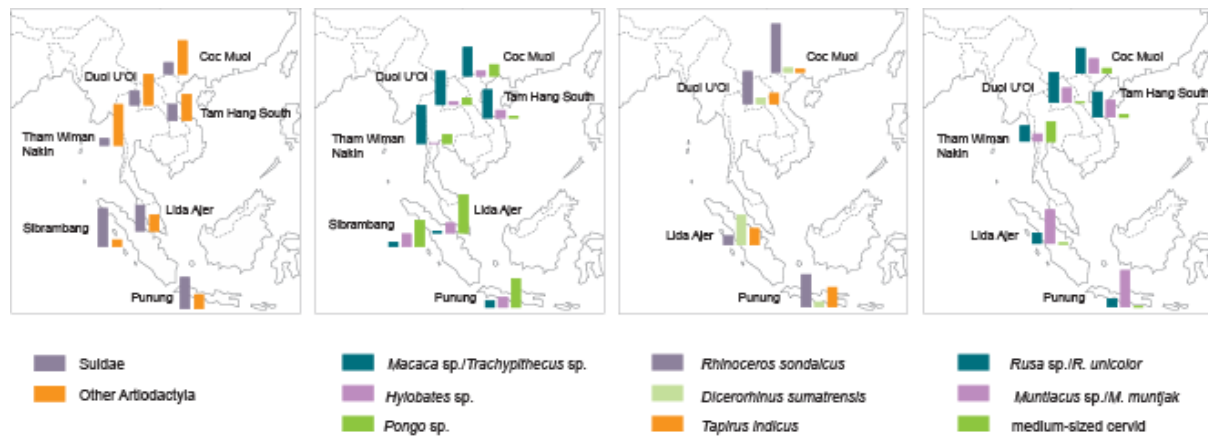 Coc Muoi
Duoi U'Oi
Tam Hang South
Tham Wiman
Nakin
Lida Ajer
Sibrambang
Punung
Coc Muoi
Duoi U'Oi
Tam Hang South
Tham Wiman
Nakin
Lida Ajer
Sibrambang
Punung
Coc Muoi
Duoi U'Oi
Lida Ajer
Punung
Coc Muoi
Duoi U'Oi
Tam Hang South
Tham Wiman
Nakin
Lida Ajer
Punung
Suidae
Other Artiodactyla
Macaca sp./Trachypithecus sp.
Hylobates sp.
Pongo sp.
Rhinoceros sondaicus
Dicerorhinus sumatrensis
Tapirus indicus
Rusa sp./R. unicolor
Muntiacus sp./M. muntjak
medium-sized cervid